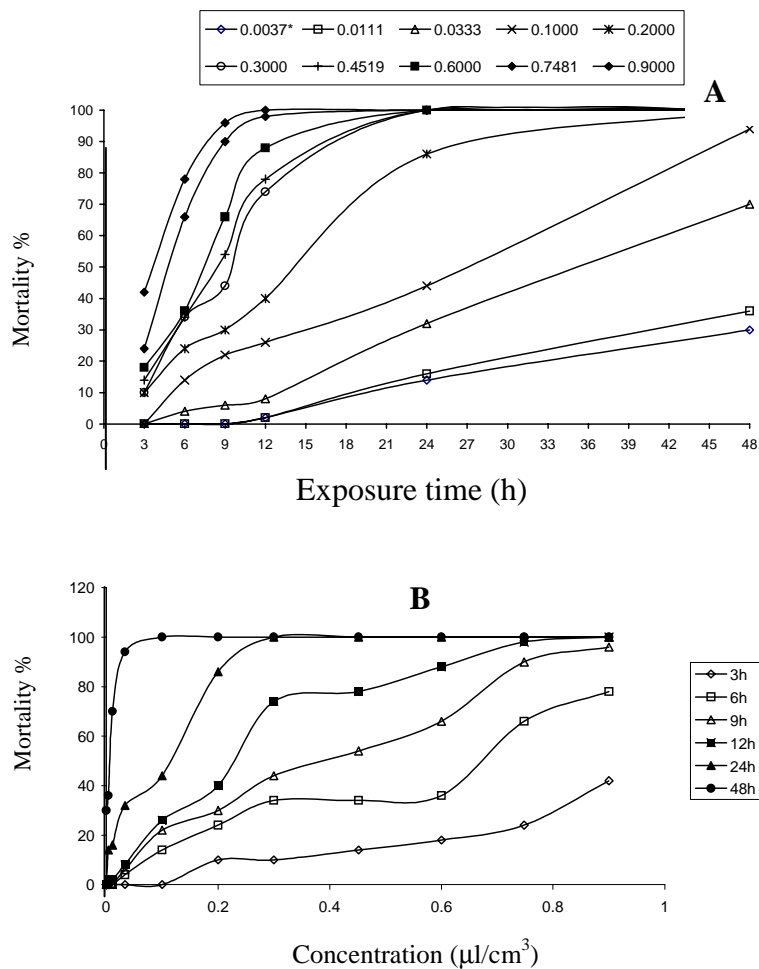 0.0037* 0.0111 0.0333 0.1000 0.2000
0.3000 0.4519 0.6000 0.7481 0.9000
A
100
90
80
70
60
50
40
30
20
10
0
Mortality %
0 3 6 9 12 15 18 21 24 27 30 33 36 39 42 45 48
Exposure time (h)
B
120
100
80
60
40
20
0
Mortality %
3h
6h
9h
12h
24h
48h
0 0.2 0.4 0.6 0.8 1
Concentration (µl/cm³)